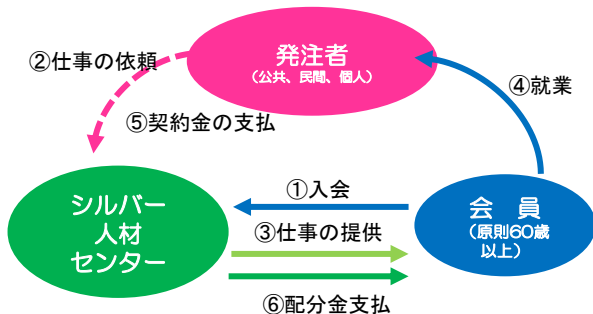 発注者
（公共、民間、個人）
②仕事の依頼
④就業
⑤契約金の支払
シルバー
人材
センター
①入会
③仕事の提供
⑥配分金支払
会　員
（原則60歳
以上）